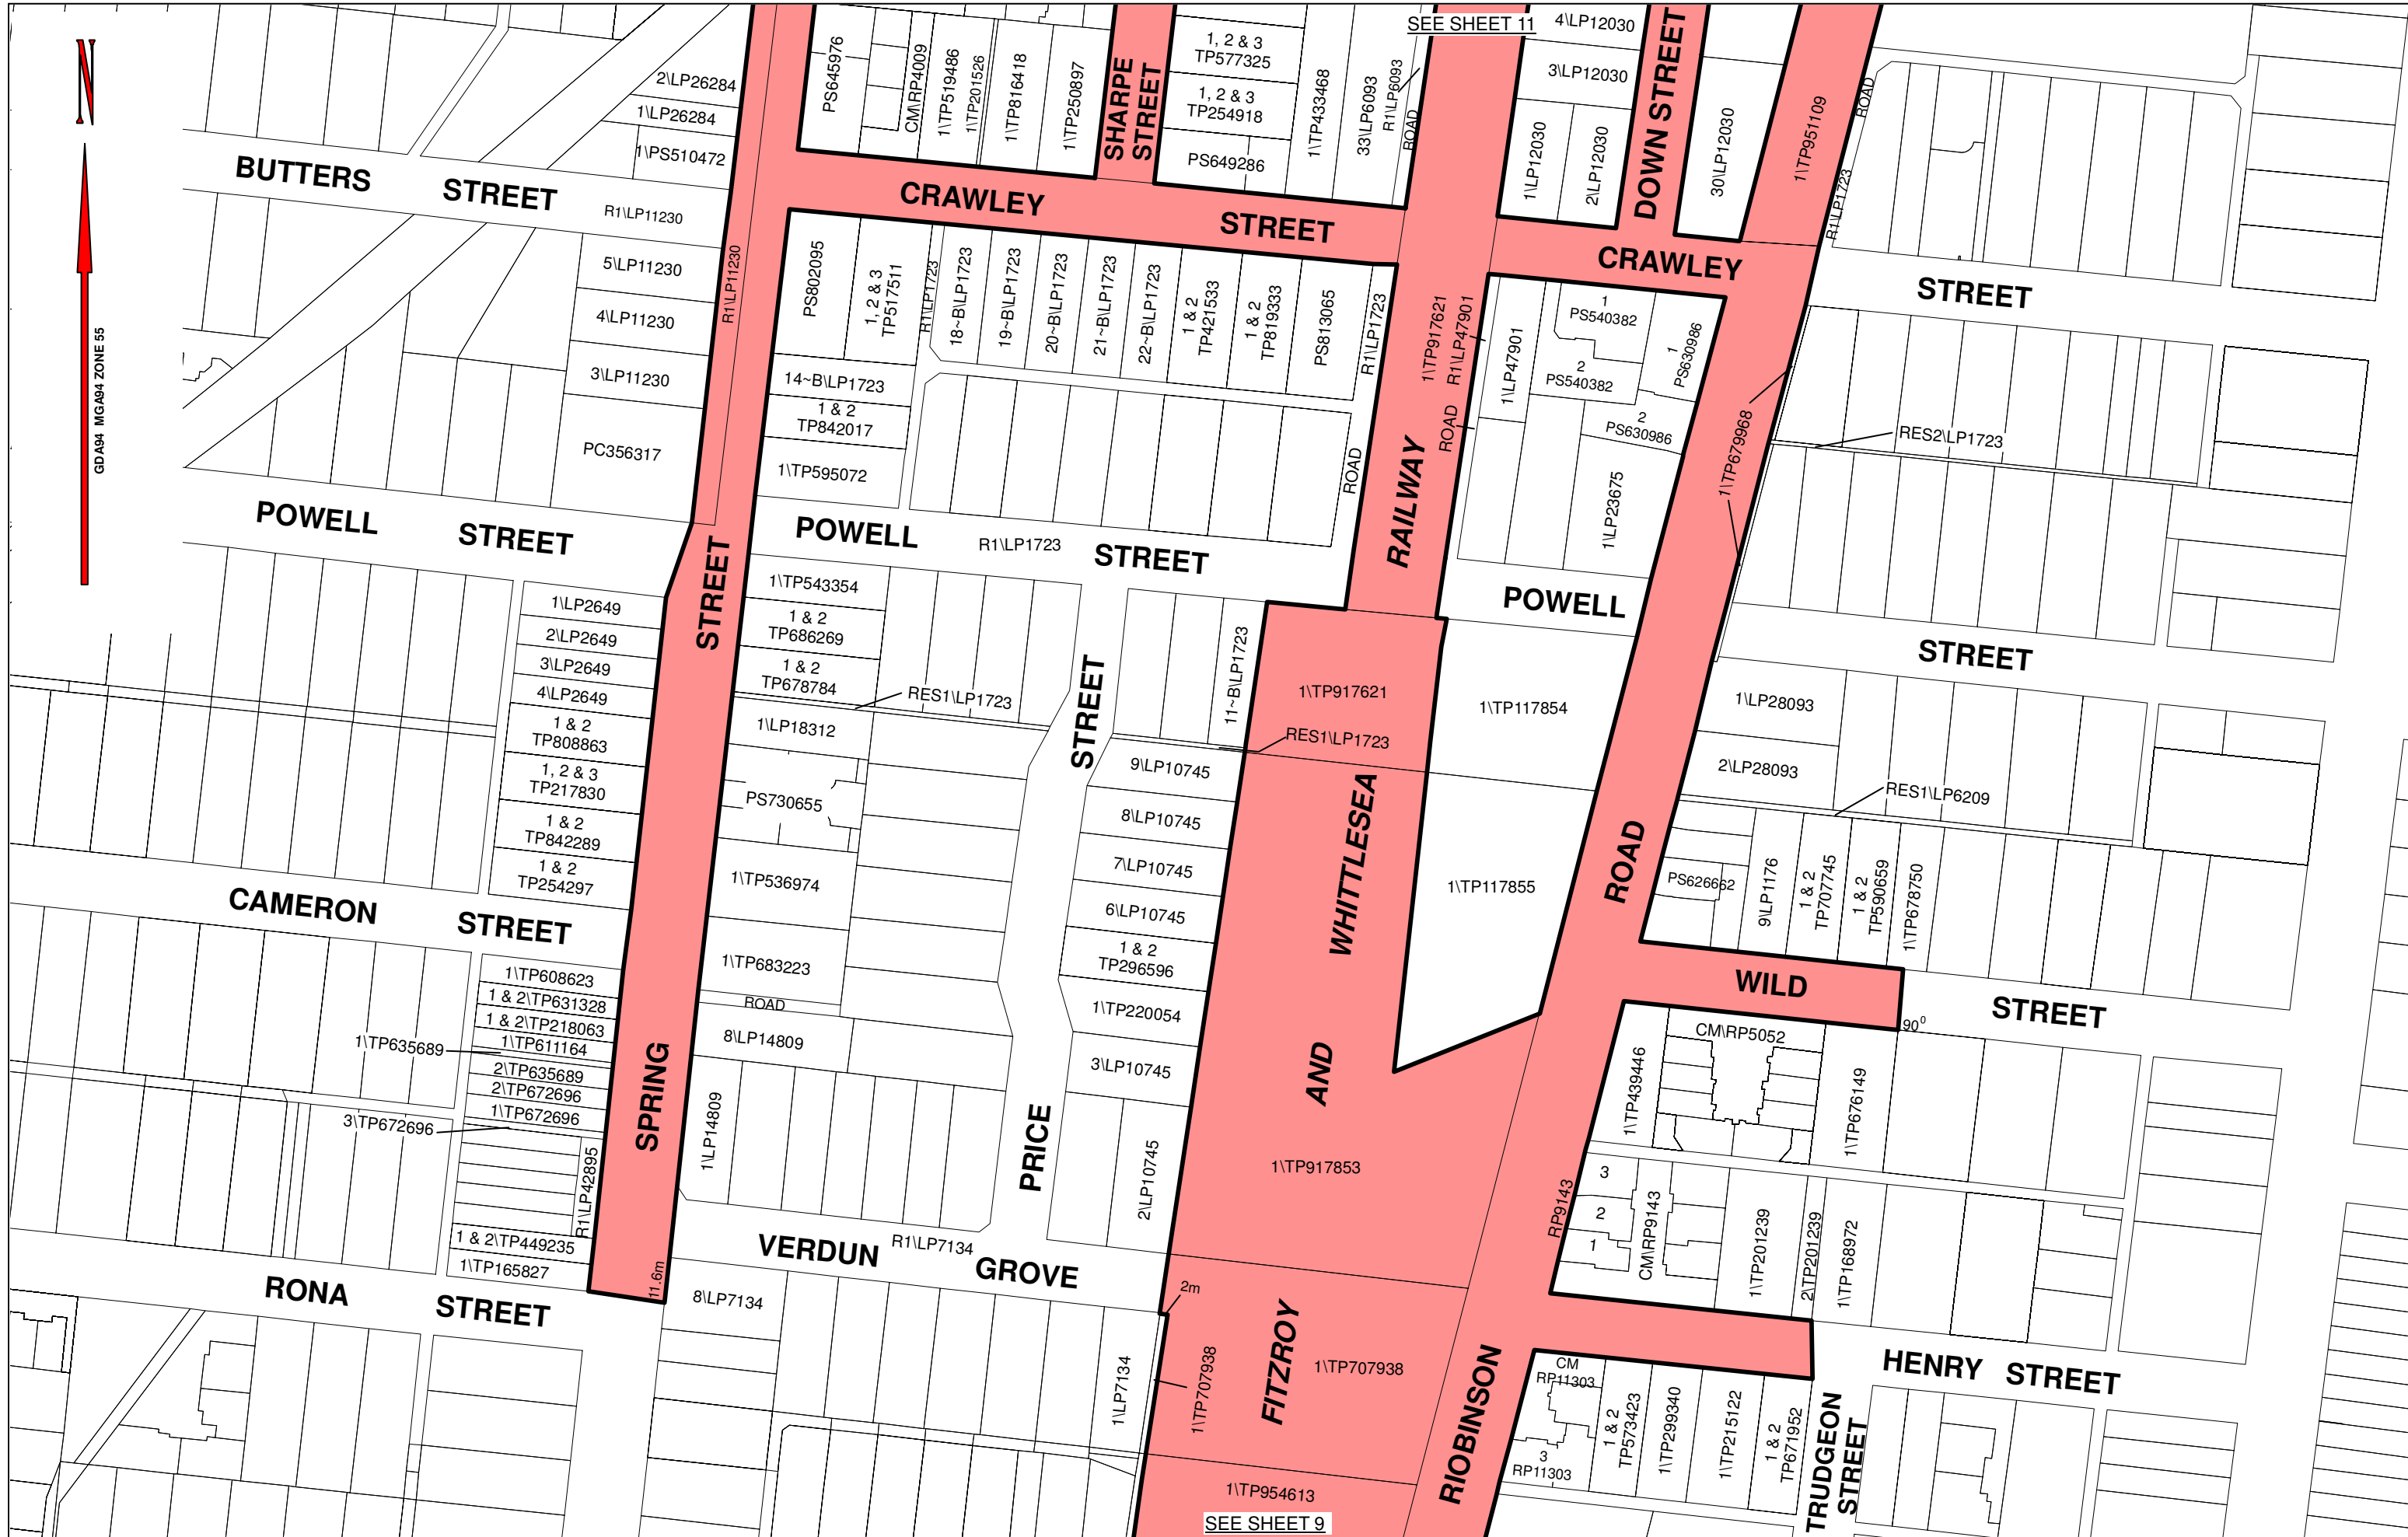 SEE SHEET 11
N
GDA94 MGA94 ZONE 55
2\LP26284
1\LP26284
1\PS510472
PS645976
CM\RP4009
1\TP519486
1\TP201526
1\TP816418
1\TP250897
SHARPE
STREET
1, 2 & 3
TP577325
1, 2 & 3
TP254918
PS649286
1\TP433468
33\LP6093
R1\LP6093
ROAD
4\LP12030
3\LP12030
1\LP12030
2\LP12030
DOWN STREET
30\LP12030
1\TP951109
ROAD
R1\LP1723
BUTTERS STREET
R1\LP11230
R1\LP11230
CRAWLEY STREET
CRAWLEY STREET
5\LP11230
4\LP11230
3\LP11230
PC356317
PS802095
1, 2 & 3
TP517511
R1\LP1723
18~B\LP1723
19~B\LP1723
20~B\LP1723
21~B\LP1723
22~B\LP1723
1 & 2
TP421533
1 & 2
TP819333
PS813065
R1\LP1723
ROAD
1\TP917621
R1\LP47901
ROAD
1\LP47901
1
PS540382
2
PS540382
1
PS630986
2
PS630986
1\LP23675
14~B\LP1723
1 & 2
TP842017
1\TP595072
1\TP679968
RES2\LP1723
RAILWAY
POWELL STREET
POWELL STREET
R1\LP1723
POWELL
STREET
STREET
1\LP2649
2\LP2649
3\LP2649
4\LP2649
1 & 2
TP808863
1, 2 & 3
TP217830
1 & 2
TP842289
1 & 2
TP254297
1\TP543354
1 & 2
TP686269
1 & 2
TP678784
RES1\LP1723
1\LP18312
PS730655
1\TP536974
1\TP683223
ROAD
8\LP14809
1\LP14809
STREET
11~B\LP1723
9\LP10745
8\LP10745
7\LP10745
6\LP10745
1 & 2
TP296596
1\TP220054
3\LP10745
2\LP10745
1\TP917621
RES1\LP1723
1\TP117854
1\TP117855
WHITTLESEA
AND
1\TP917853
ROAD
1\LP28093
2\LP28093
RES1\LP6209
PS626662
9\LP1176
1 & 2
TP707745
1 & 2
TP590659
1\TP678750
WILD STREET
90⁰
CAMERON STREET
1\TP608623
1 & 2\TP631328
1 & 2\TP218063
1\TP611164
1\TP635689
2\TP635689
2\TP672696
1\TP672696
3\TP672696
R1\LP42895
1 & 2\TP449235
1\TP165827
SPRING
11.6m
PRICE
1\TP439446
CM\RP5052
1\TP676149
RP9143
3
2
1
CM\RP9143
1\TP201239
2\TP201239
1\TP168972
VERDUN GROVE
R1\LP7134
RONA STREET
8\LP7134
1\LP7134
2m
1\TP707938
FITZROY
1\TP707938
1\TP954613
SEE SHEET 9
RIOBINSON
HENRY STREET
CM
RP11303
3
RP11303
1 & 2
TP573423
1\TP299340
1\TP215122
1 & 2
TP671952
TRUDGEON
STREET